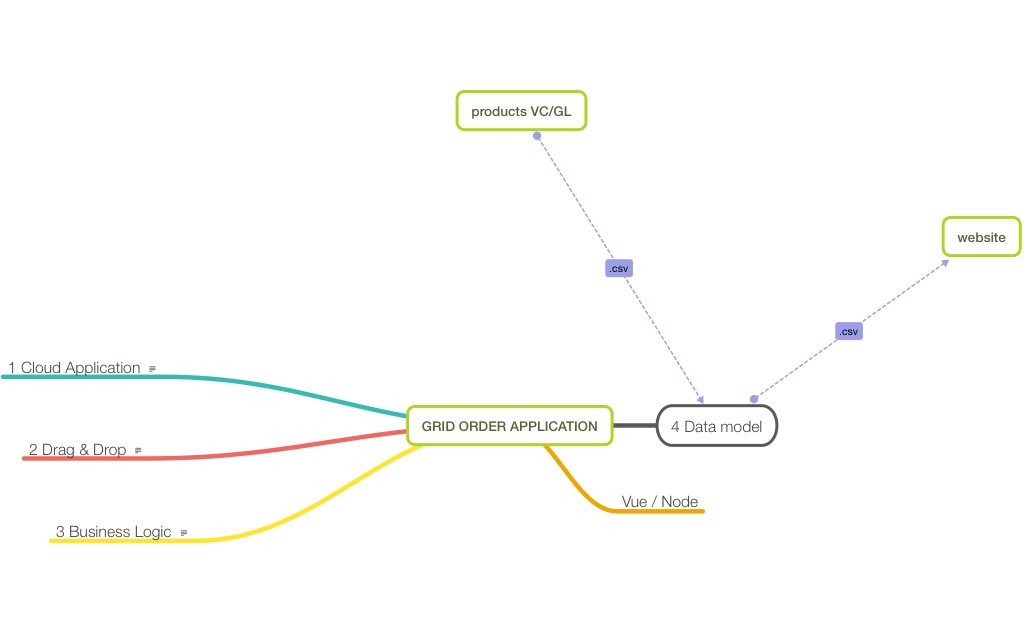 products VC/GL
website
.csv
.csv
1 Cloud Application
GRID ORDER APPLICATION
4 Data model
2 Drag & Drop
Vue / Node
3 Business Logic